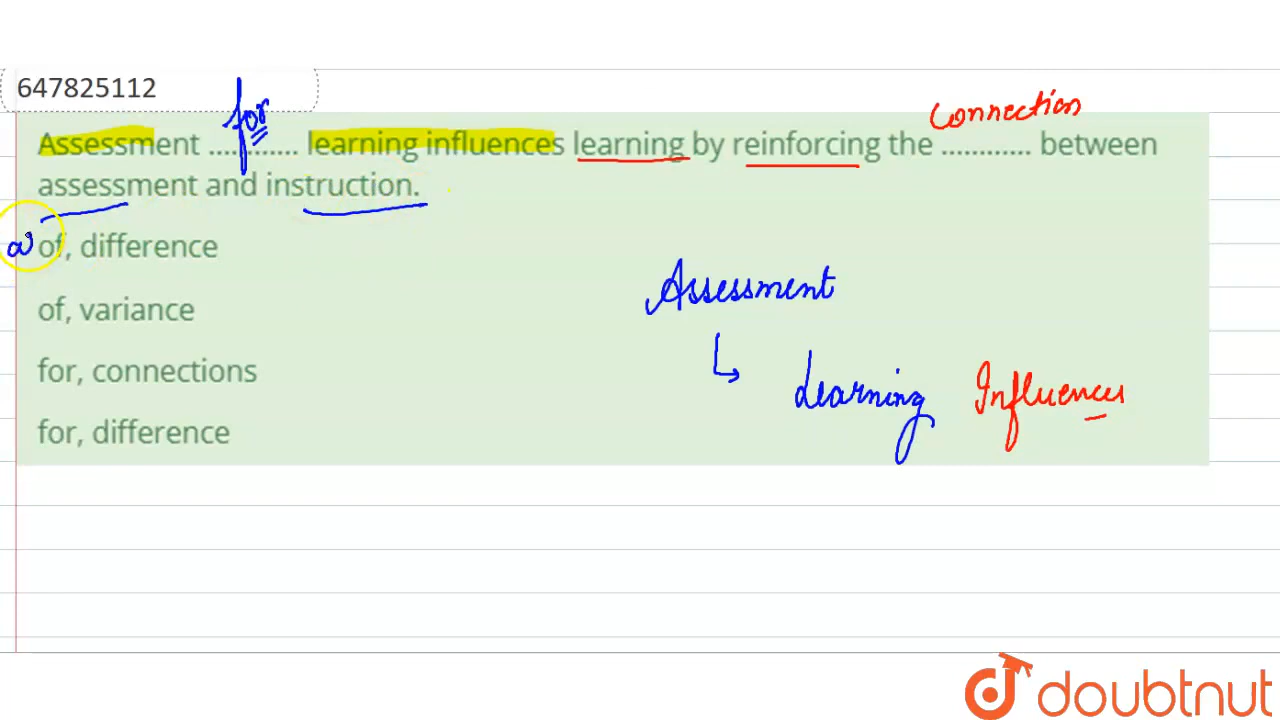 647825112
for
connection
Assessment ............. learning influences learning by reinforcing the ............. between
assessment and instruction.
of, difference
of, variance
for, connections
for, difference
Assessment
Learning Influences
doubtnut